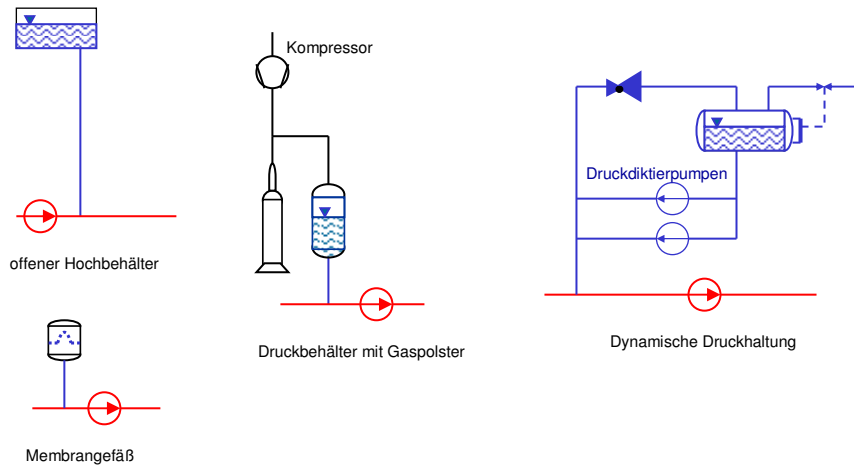 Kompressor
Druckdiktierpumpen
offener Hochbehälter
Druckbehälter mit Gaspolster
Dynamische Druckhaltung
Membrangefäß